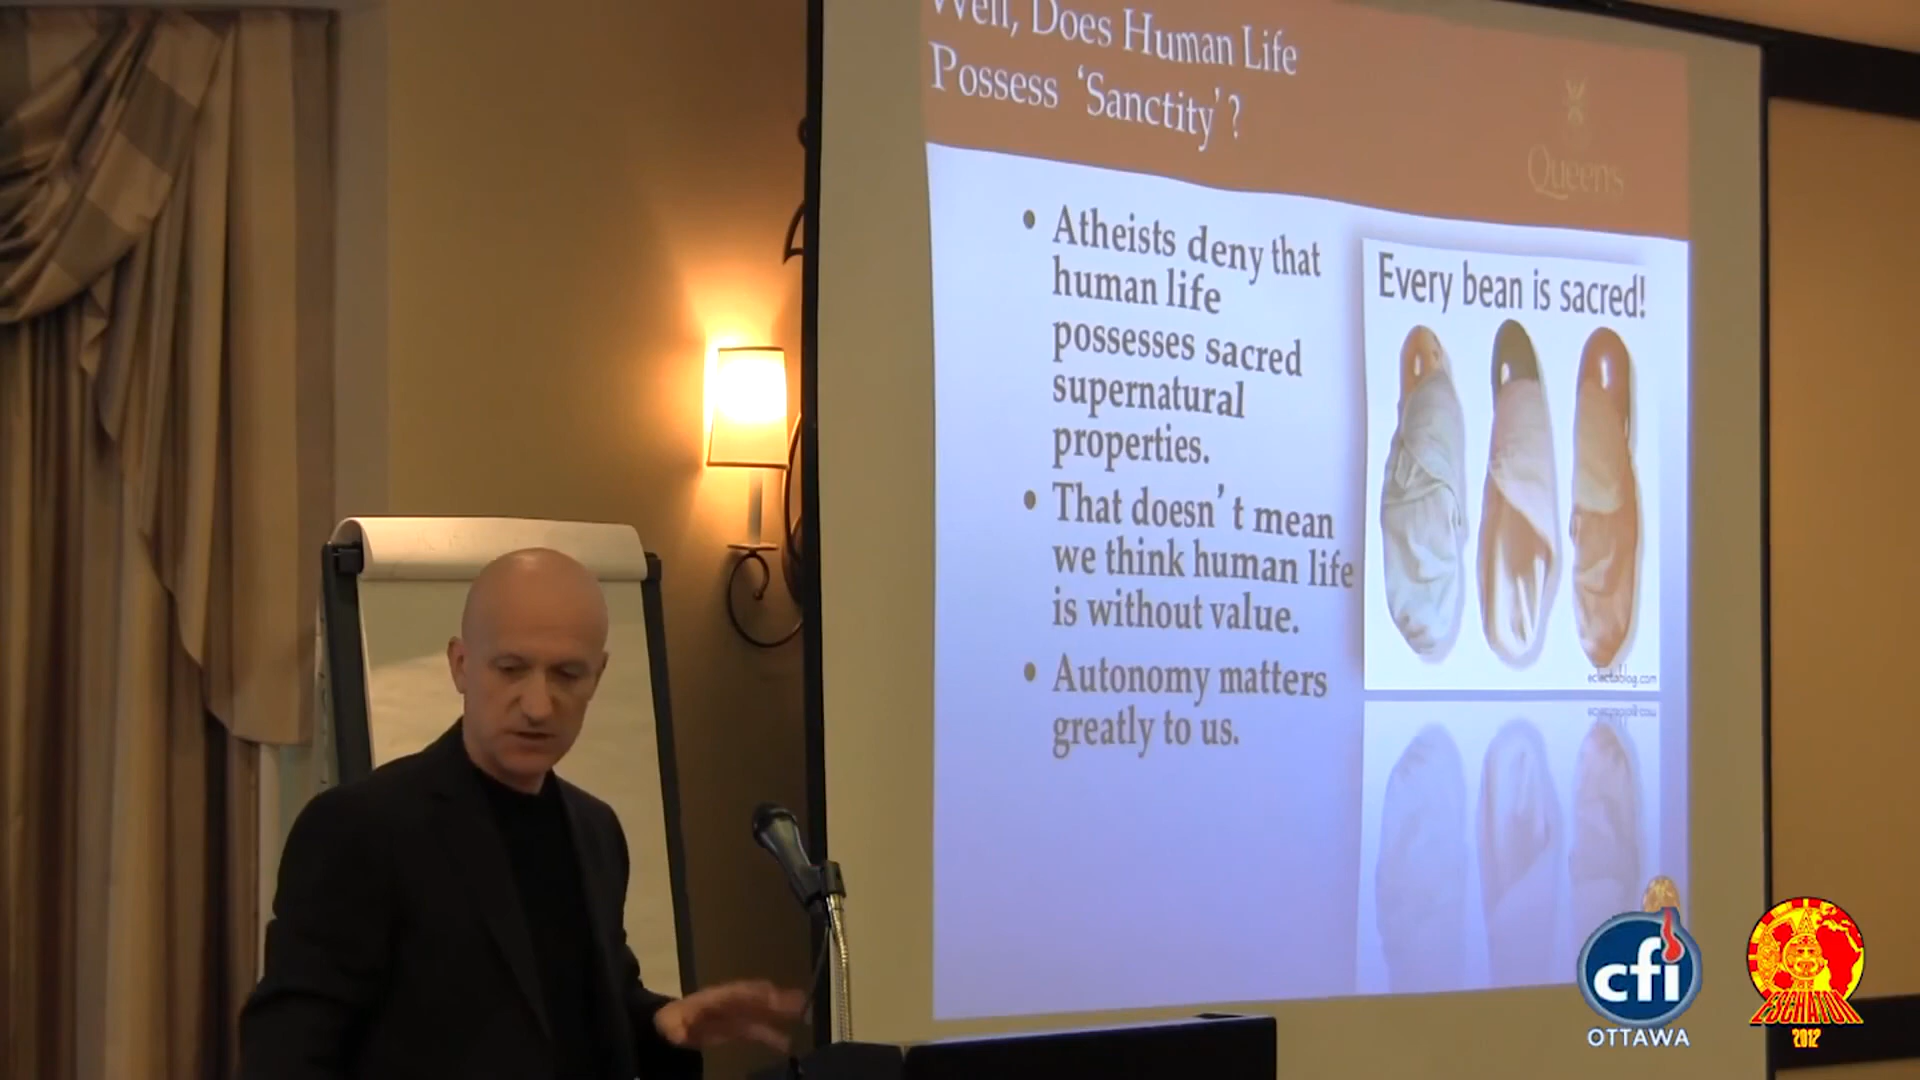 Well, Does Human Life
Possess 'Sanctity'?
Queen's
• Atheists deny that
human life
possesses sacred
supernatural
properties.
• That doesn't mean
we think human life
is without value.
• Autonomy matters
greatly to us.
Every bean is sacred!
eclectablog.com
cfi
OTTAWA
ESCHATON
2012